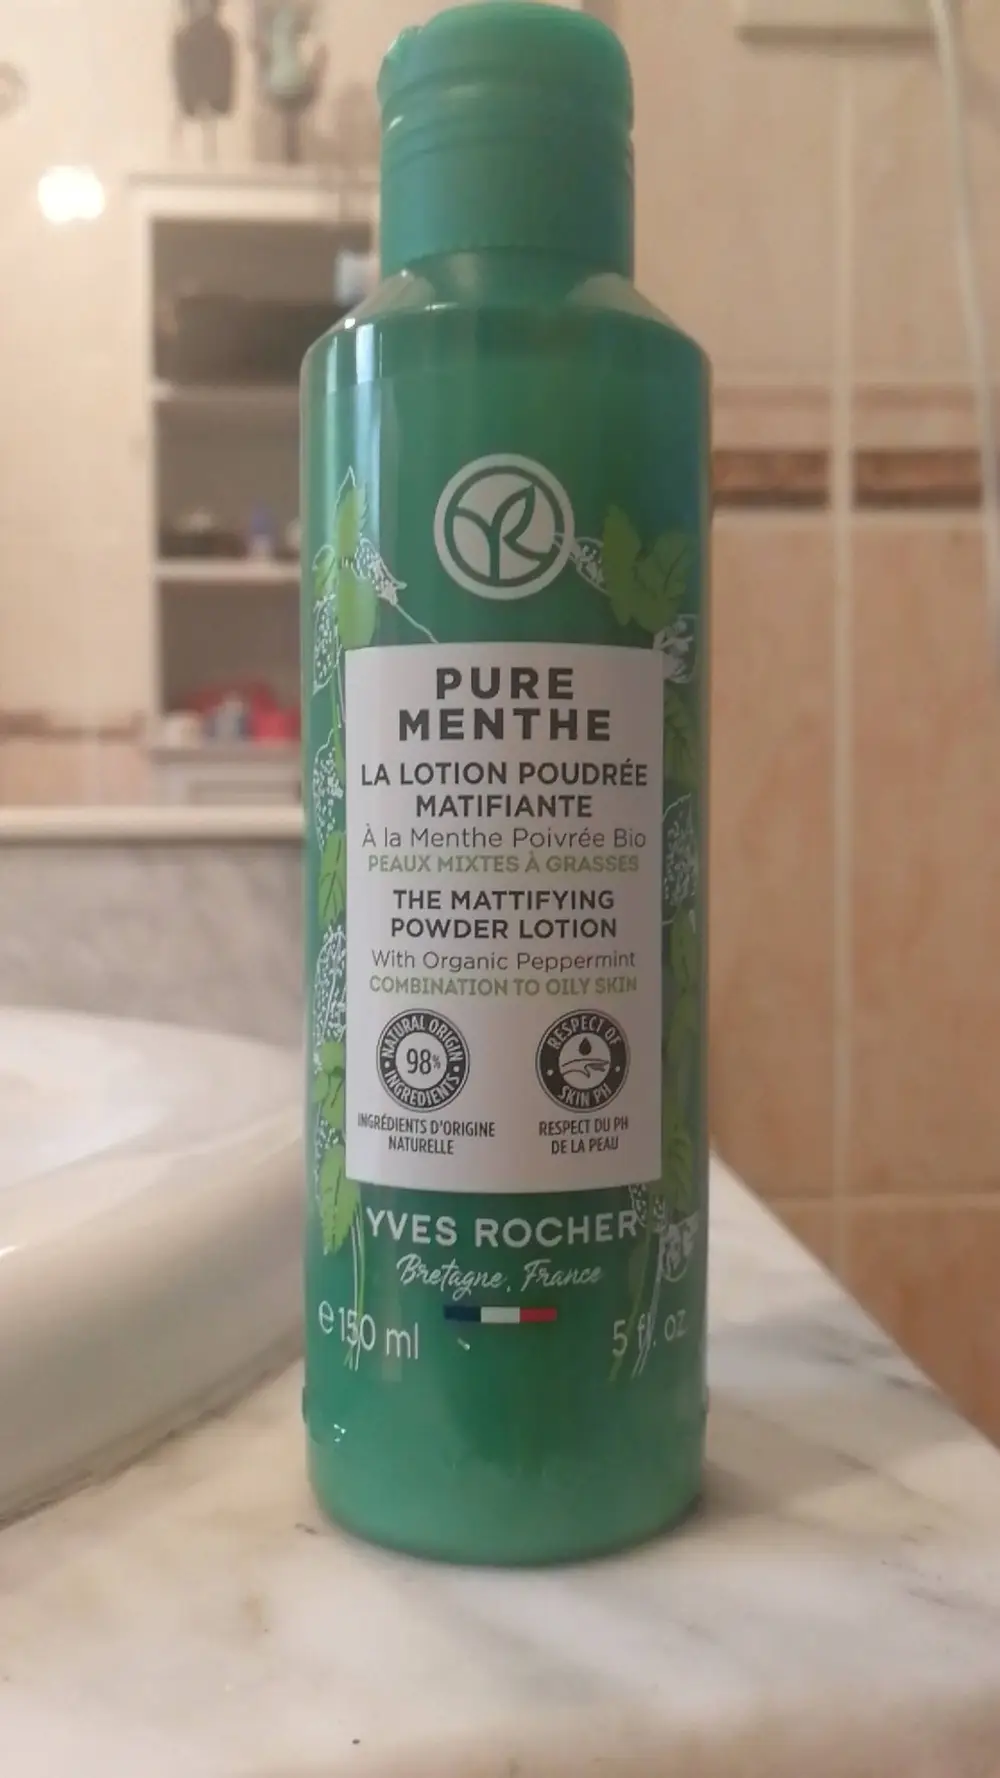 PURE
MENTHE
LA LOTION POUDRÉE
MATIFIANTE
À la Menthe Poivrée Bio
PEAUX MIXTES À GRASSES
THE MATTIFYING
POWDER LOTION
With Organic Peppermint
COMBINATION TO OILY SKIN
NATURAL ORIGIN
98%
INGREDIENTS
INGRÉDIENTS D'ORIGINE
NATURELLE
RESPECT OF
SKIN PH
RESPECT DU PH
DE LA PEAU
YVES ROCHER
Bretagne, France
e 150 ml
5 fl. oz